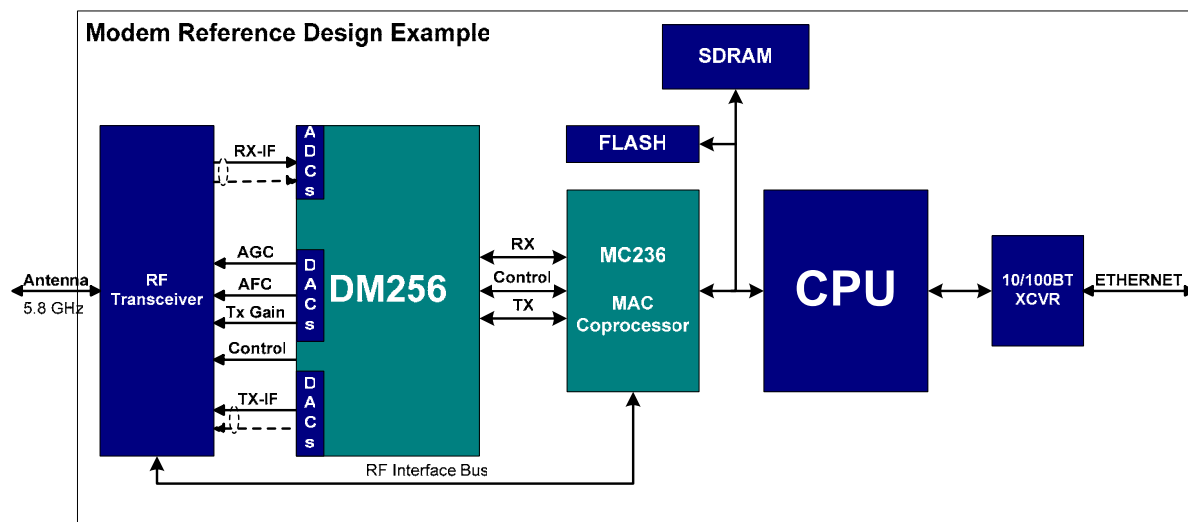 Modem Reference Design Example
SDRAM
FLASH
ADCs
RX-IF
AGC
AFC
Tx Gain
Control
TX-IF
DACs
DACs
Antenna
5.8 GHz
RF
Transceiver
DM256
RX
Control
TX
MC236
MAC
Coprocessor
CPU
10/100BT
XCVR
ETHERNET
RF Interface Bus